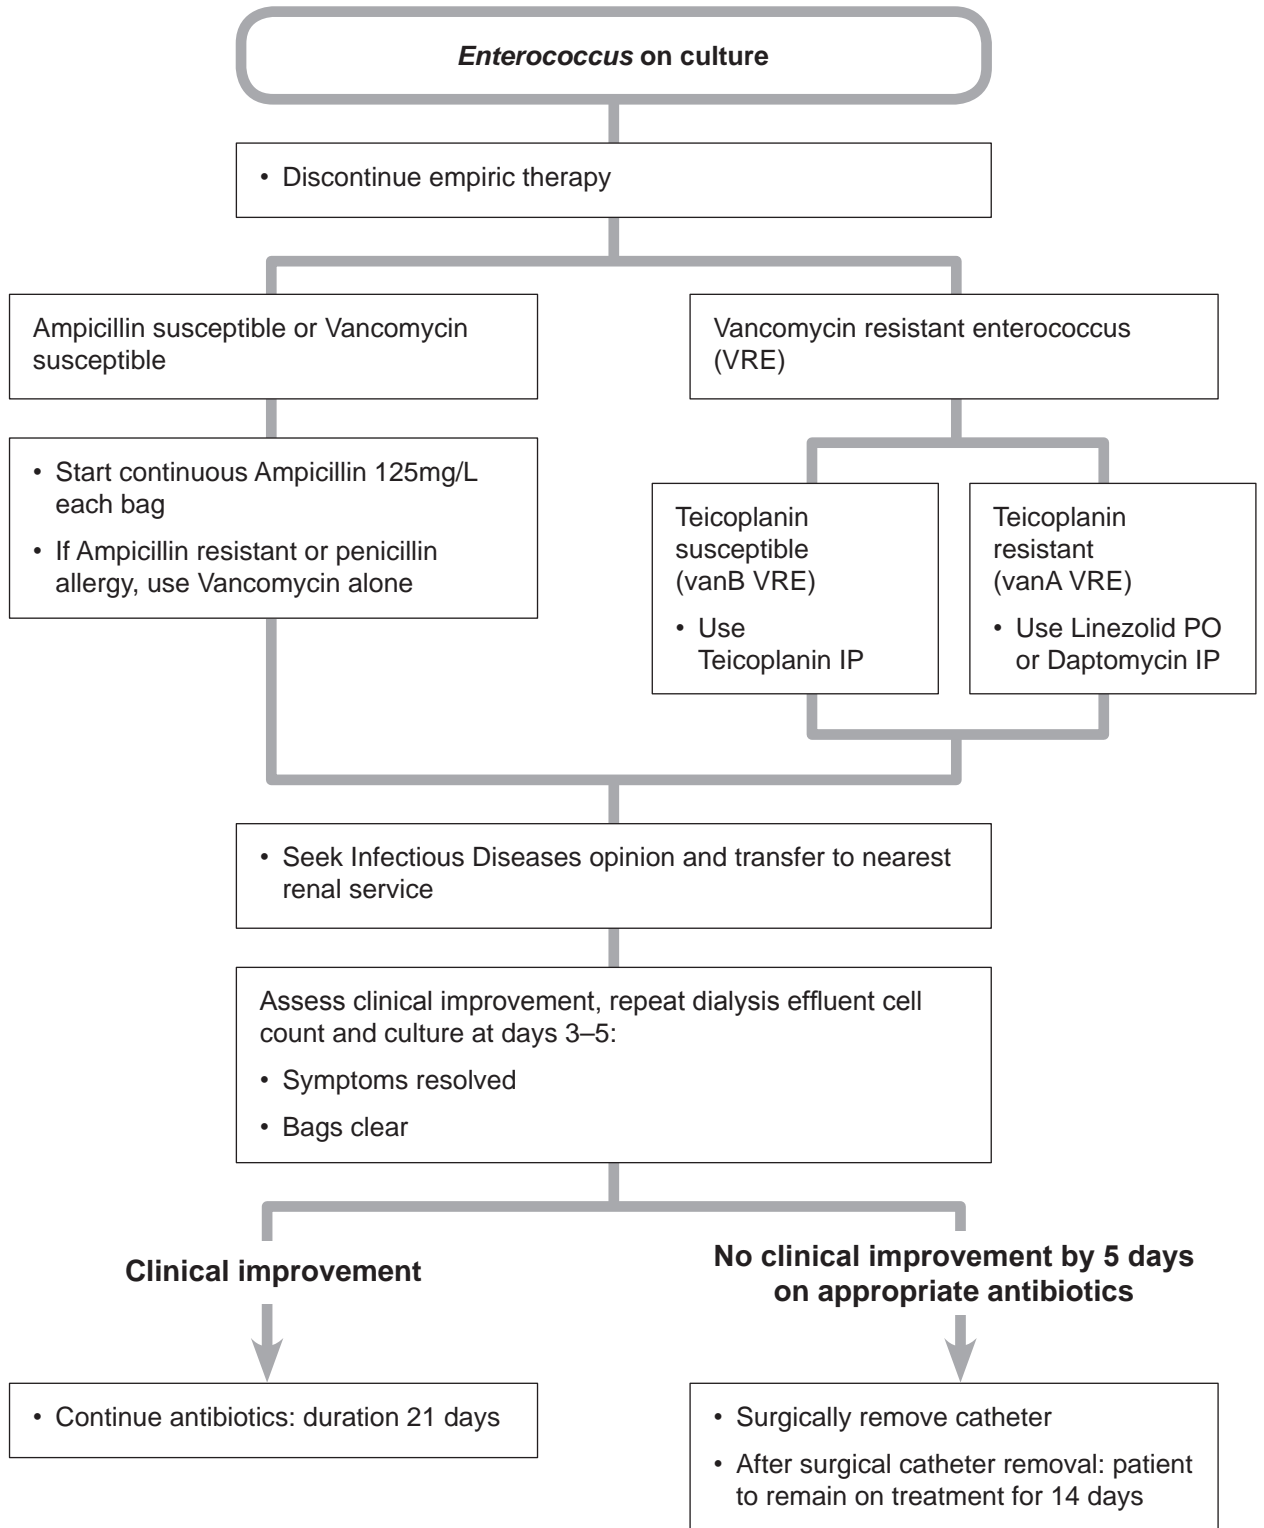 Enterococcus on culture
• Discontinue empiric therapy
Ampicillin susceptible or Vancomycin
susceptible
Vancomycin resistant enterococcus
(VRE)
• Start continuous Ampicillin 125mg/L
each bag
• If Ampicillin resistant or penicillin
allergy, use Vancomycin alone
Teicoplanin
susceptible
(vanB VRE)
• Use
Teicoplanin IP
Teicoplanin
resistant
(vanA VRE)
• Use Linezolid PO
or Daptomycin IP
• Seek Infectious Diseases opinion and transfer to nearest
renal service
Assess clinical improvement, repeat dialysis effluent cell
count and culture at days 3–5:
• Symptoms resolved
• Bags clear
Clinical improvement
No clinical improvement by 5 days
on appropriate antibiotics
• Continue antibiotics: duration 21 days
• Surgically remove catheter
• After surgical catheter removal: patient
to remain on treatment for 14 days